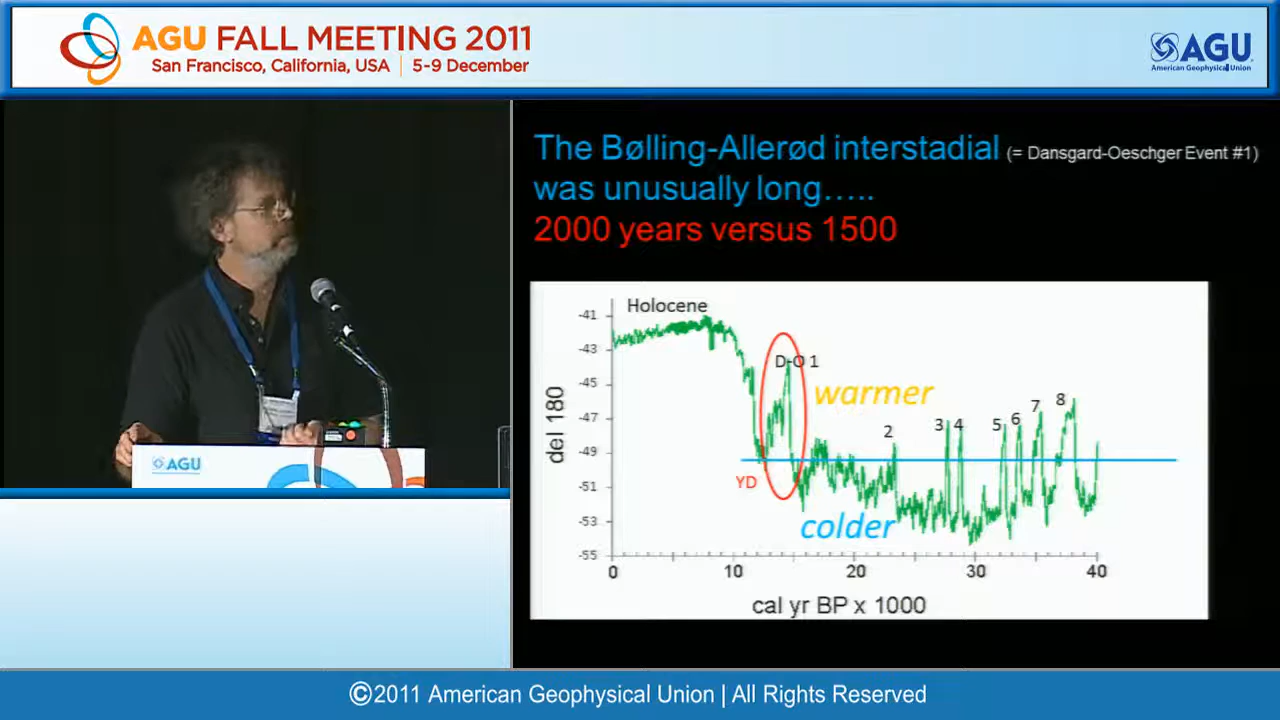 AGU FALL MEETING 2011
San Francisco, California, USA | 5-9 December
AGU
American Geophysical Union
The Bølling-Allerød interstadial (= Dansgard-Oeschger Event #1)
was unusually long…..
2000 years versus 1500
Holocene
D-O 1
warmer
2
3
4
5
6
7
8
YD
colder
del 18O
-41
-43
-45
-47
-49
-51
-53
-55
0
10
20
30
40
cal yr BP x 1000
AGU
©2011 American Geophysical Union | All Rights Reserved